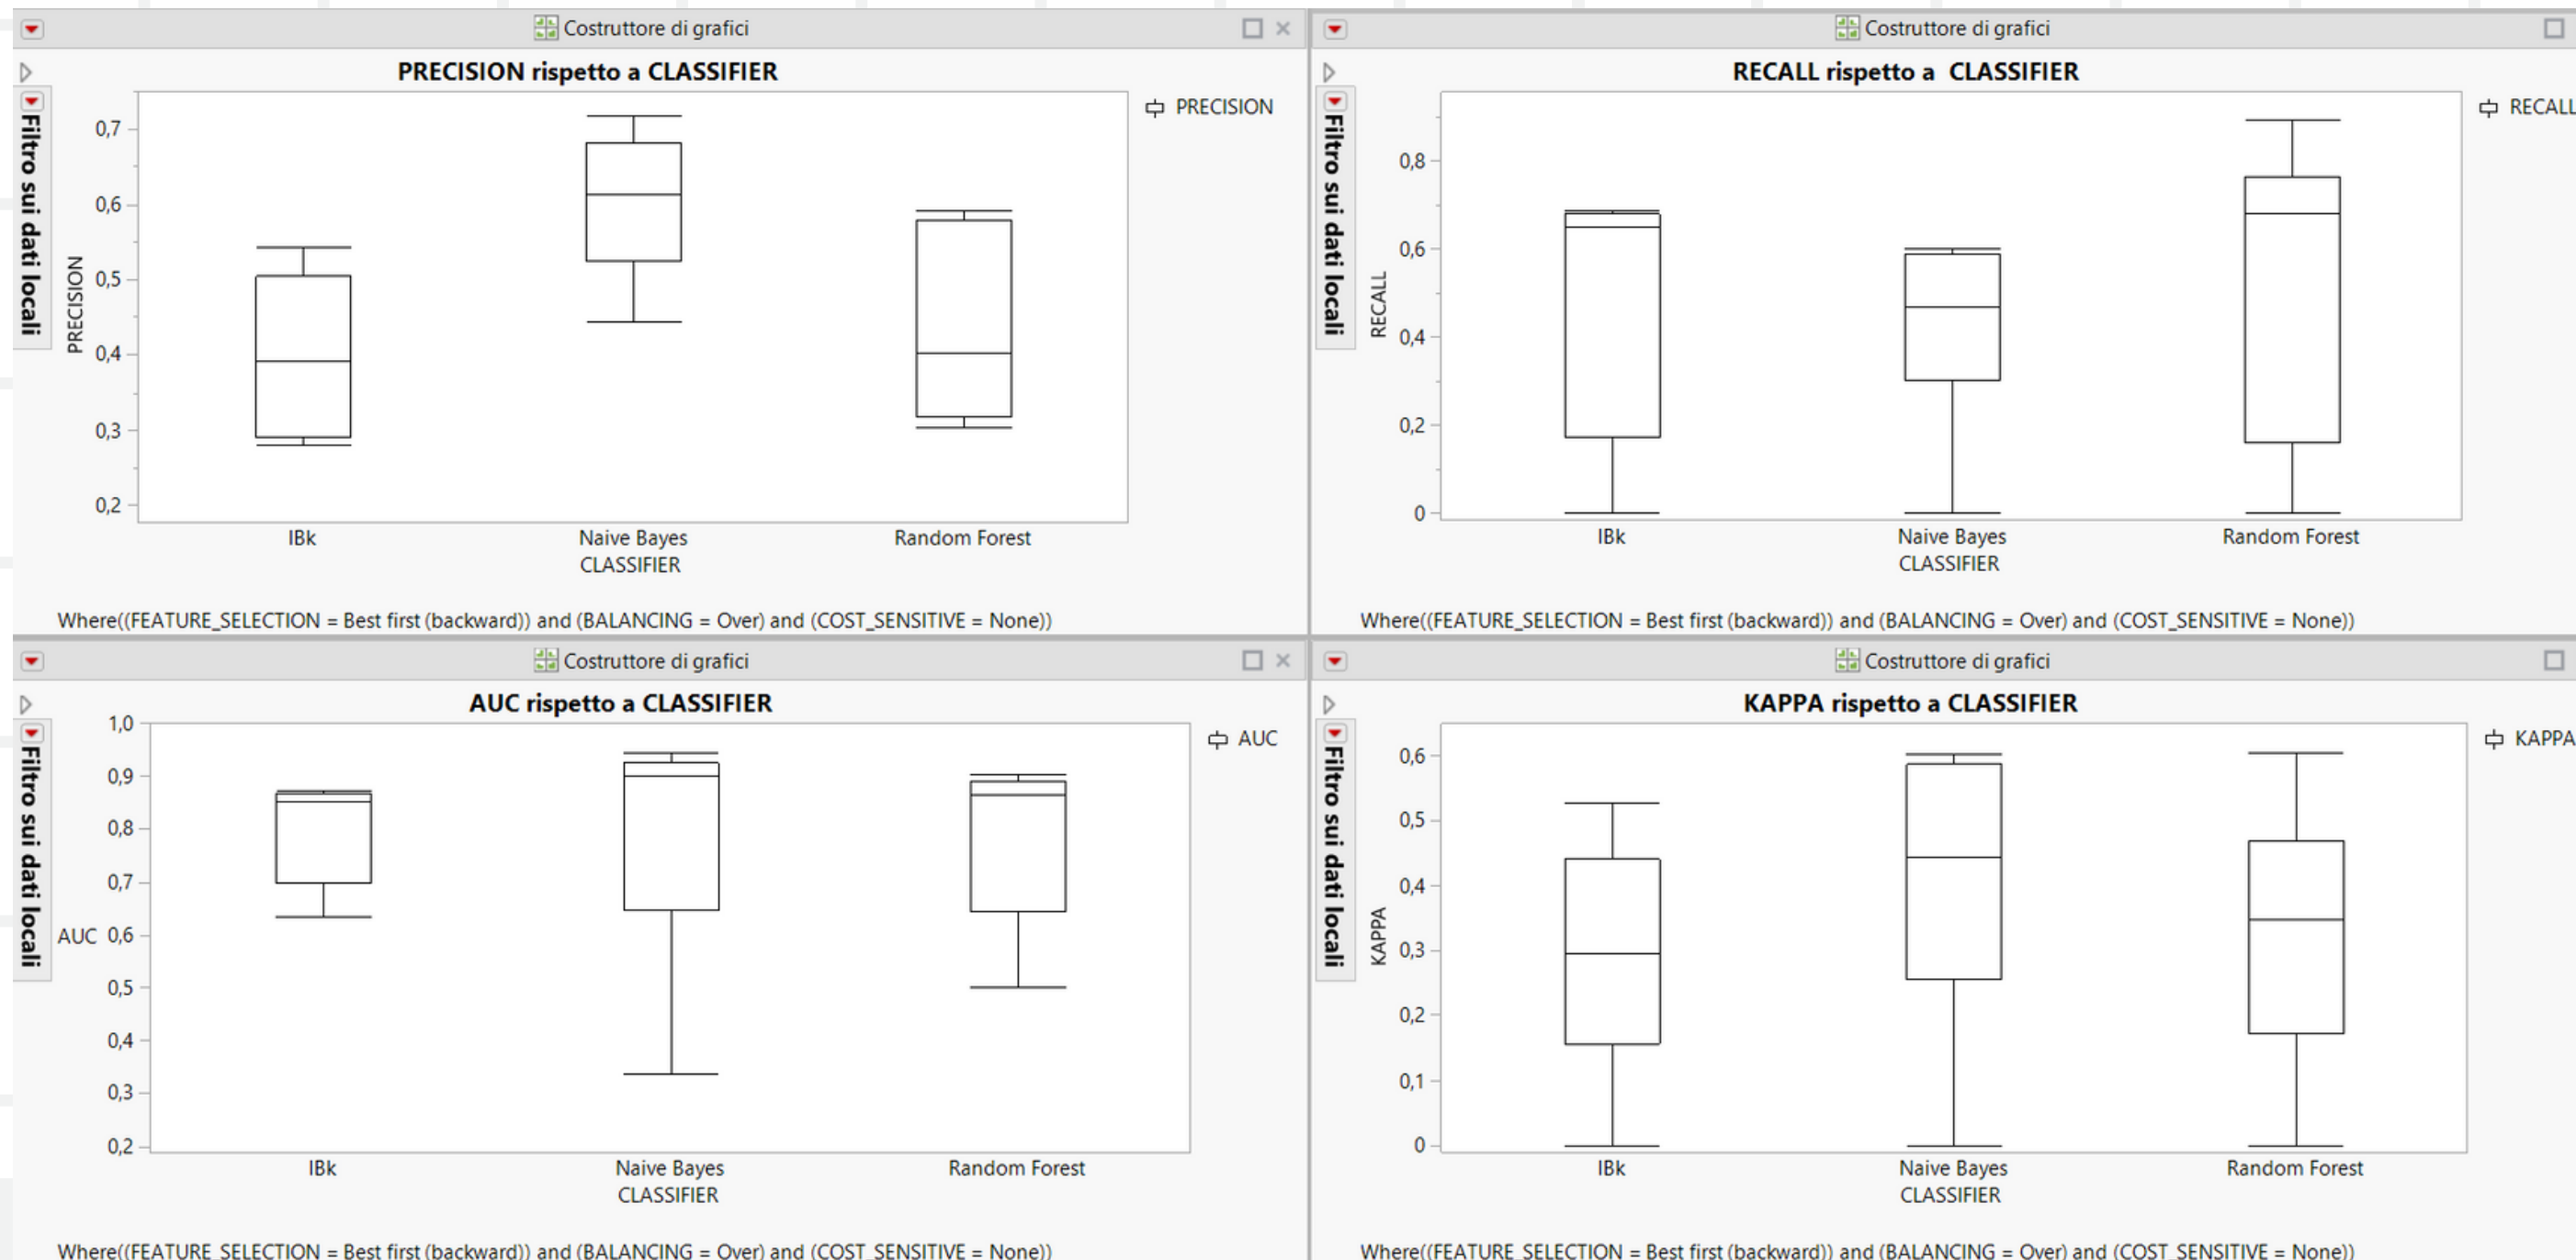 Costruttore di grafici
PRECISION rispetto a CLASSIFIER
Filtro sui dati locali
PRECISION
0,7
0,6
0,5
0,4
0,3
0,2
PRECISION
IBk
Naive Bayes
Random Forest
CLASSIFIER
Where((FEATURE_SELECTION = Best first (backward)) and (BALANCING = Over) and (COST_SENSITIVE = None))
Costruttore di grafici
RECALL rispetto a  CLASSIFIER
Filtro sui dati locali
RECALL
0,8
0,6
0,4
0,2
0
RECALL
IBk
Naive Bayes
Random Forest
CLASSIFIER
Where((FEATURE_SELECTION = Best first (backward)) and (BALANCING = Over) and (COST_SENSITIVE = None))
Costruttore di grafici
AUC rispetto a CLASSIFIER
Filtro sui dati locali
AUC
1,0
0,9
0,8
0,7
0,6
0,5
0,4
0,3
0,2
AUC
IBk
Naive Bayes
Random Forest
CLASSIFIER
Where((FEATURE_SELECTION = Best first (backward)) and (BALANCING = Over) and (COST_SENSITIVE = None))
Costruttore di grafici
KAPPA rispetto a CLASSIFIER
Filtro sui dati locali
KAPPA
0,6
0,5
0,4
0,3
0,2
0,1
0
KAPPA
IBk
Naive Bayes
Random Forest
CLASSIFIER
Where((FEATURE_SELECTION = Best first (backward)) and (BALANCING = Over) and (COST_SENSITIVE = None))